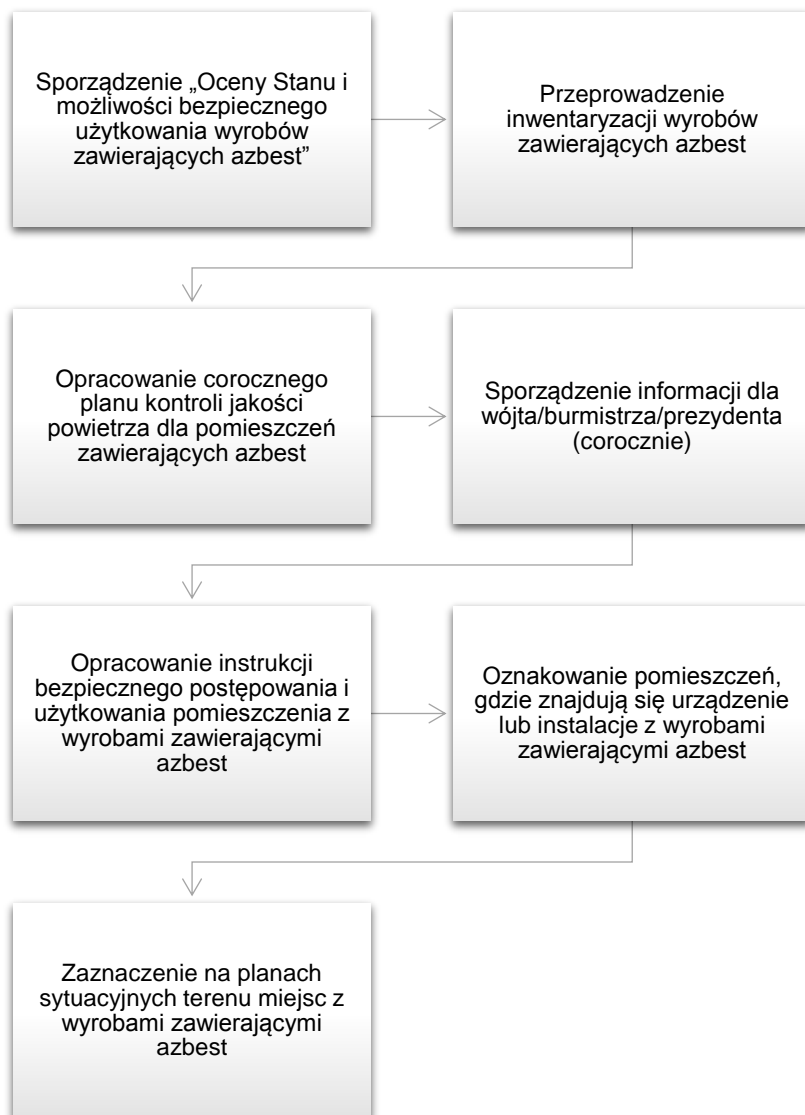 Sporządzenie „Oceny Stanu i
możliwości bezpiecznego
użytkowania wyrobów
zawierających azbest”
Przeprowadzenie
inwentaryzacji wyrobów
zawierających azbest
Opracowanie corocznego
planu kontroli jakości
powietrza dla pomieszczeń
zawierających azbest
Sporządzenie informacji dla
wójta/burmistrza/prezydenta
(corocznie)
Opracowanie instrukcji
bezpiecznego postępowania i
użytkowania pomieszczenia z
wyrobami zawierającymi
azbest
Oznakowanie pomieszczeń,
gdzie znajdują się urządzenie
lub instalacje z wyrobami
zawierającymi azbest
Zaznaczenie na planach
sytuacyjnych terenu miejsc z
wyrobami zawierającymi
azbest